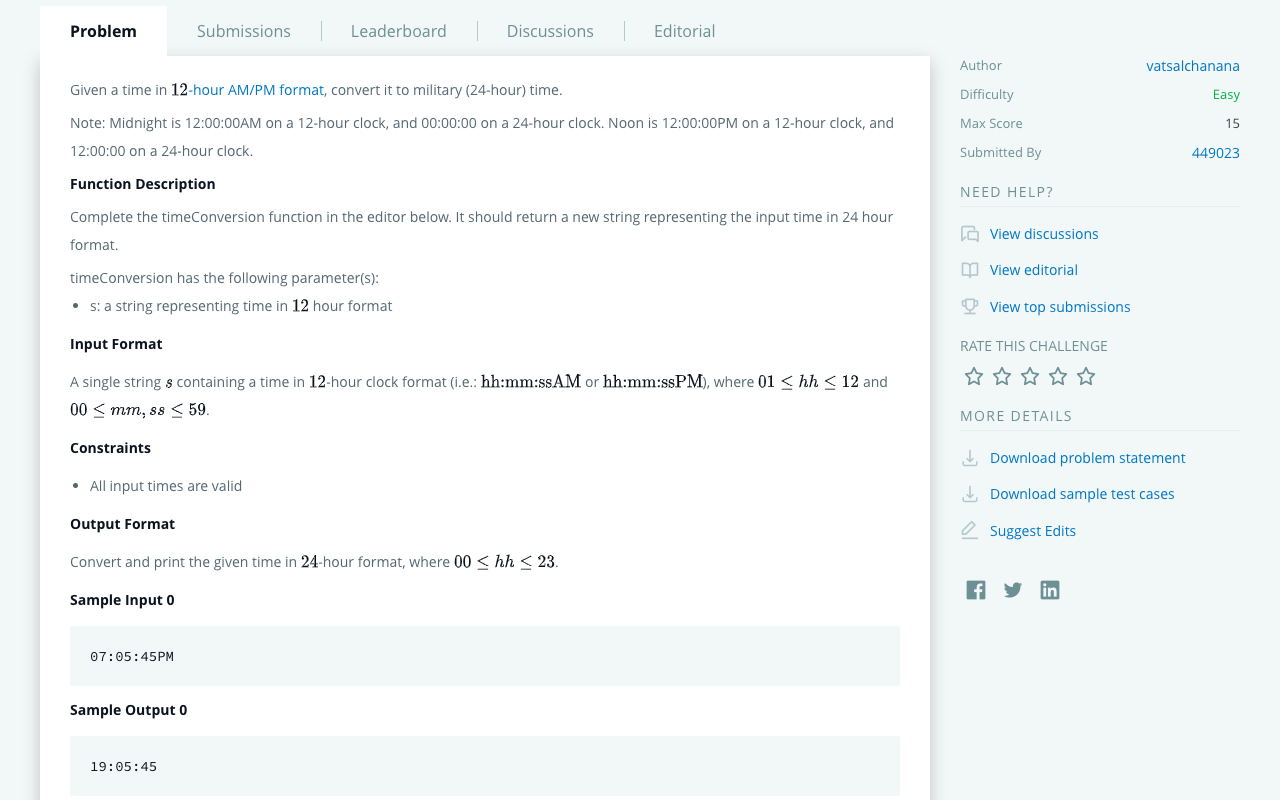 Problem
Submissions
Leaderboard
Discussions
Editorial
Given a time in 12-hour AM/PM format, convert it to military (24-hour) time.
Note: Midnight is 12:00:00AM on a 12-hour clock, and 00:00:00 on a 24-hour clock. Noon is 12:00:00PM on a 12-hour clock, and
12:00:00 on a 24-hour clock.
Function Description
Complete the timeConversion function in the editor below. It should return a new string representing the input time in 24 hour
format.
timeConversion has the following parameter(s):
• s: a string representing time in 12 hour format
Input Format
A single string s containing a time in 12-hour clock format (i.e.: hh:mm:ssAM or hh:mm:ssPM), where 01 ≤ hh ≤ 12 and
00 ≤ mm, ss ≤ 59.
Constraints
• All input times are valid
Output Format
Convert and print the given time in 24-hour format, where 00 ≤ hh ≤ 23.
Sample Input 0
07:05:45PM
Sample Output 0
19:05:45
Author vatsalchanana
Difficulty Easy
Max Score 15
Submitted By 449023
NEED HELP?
View discussions
View editorial
View top submissions
RATE THIS CHALLENGE
MORE DETAILS
Download problem statement
Download sample test cases
Suggest Edits